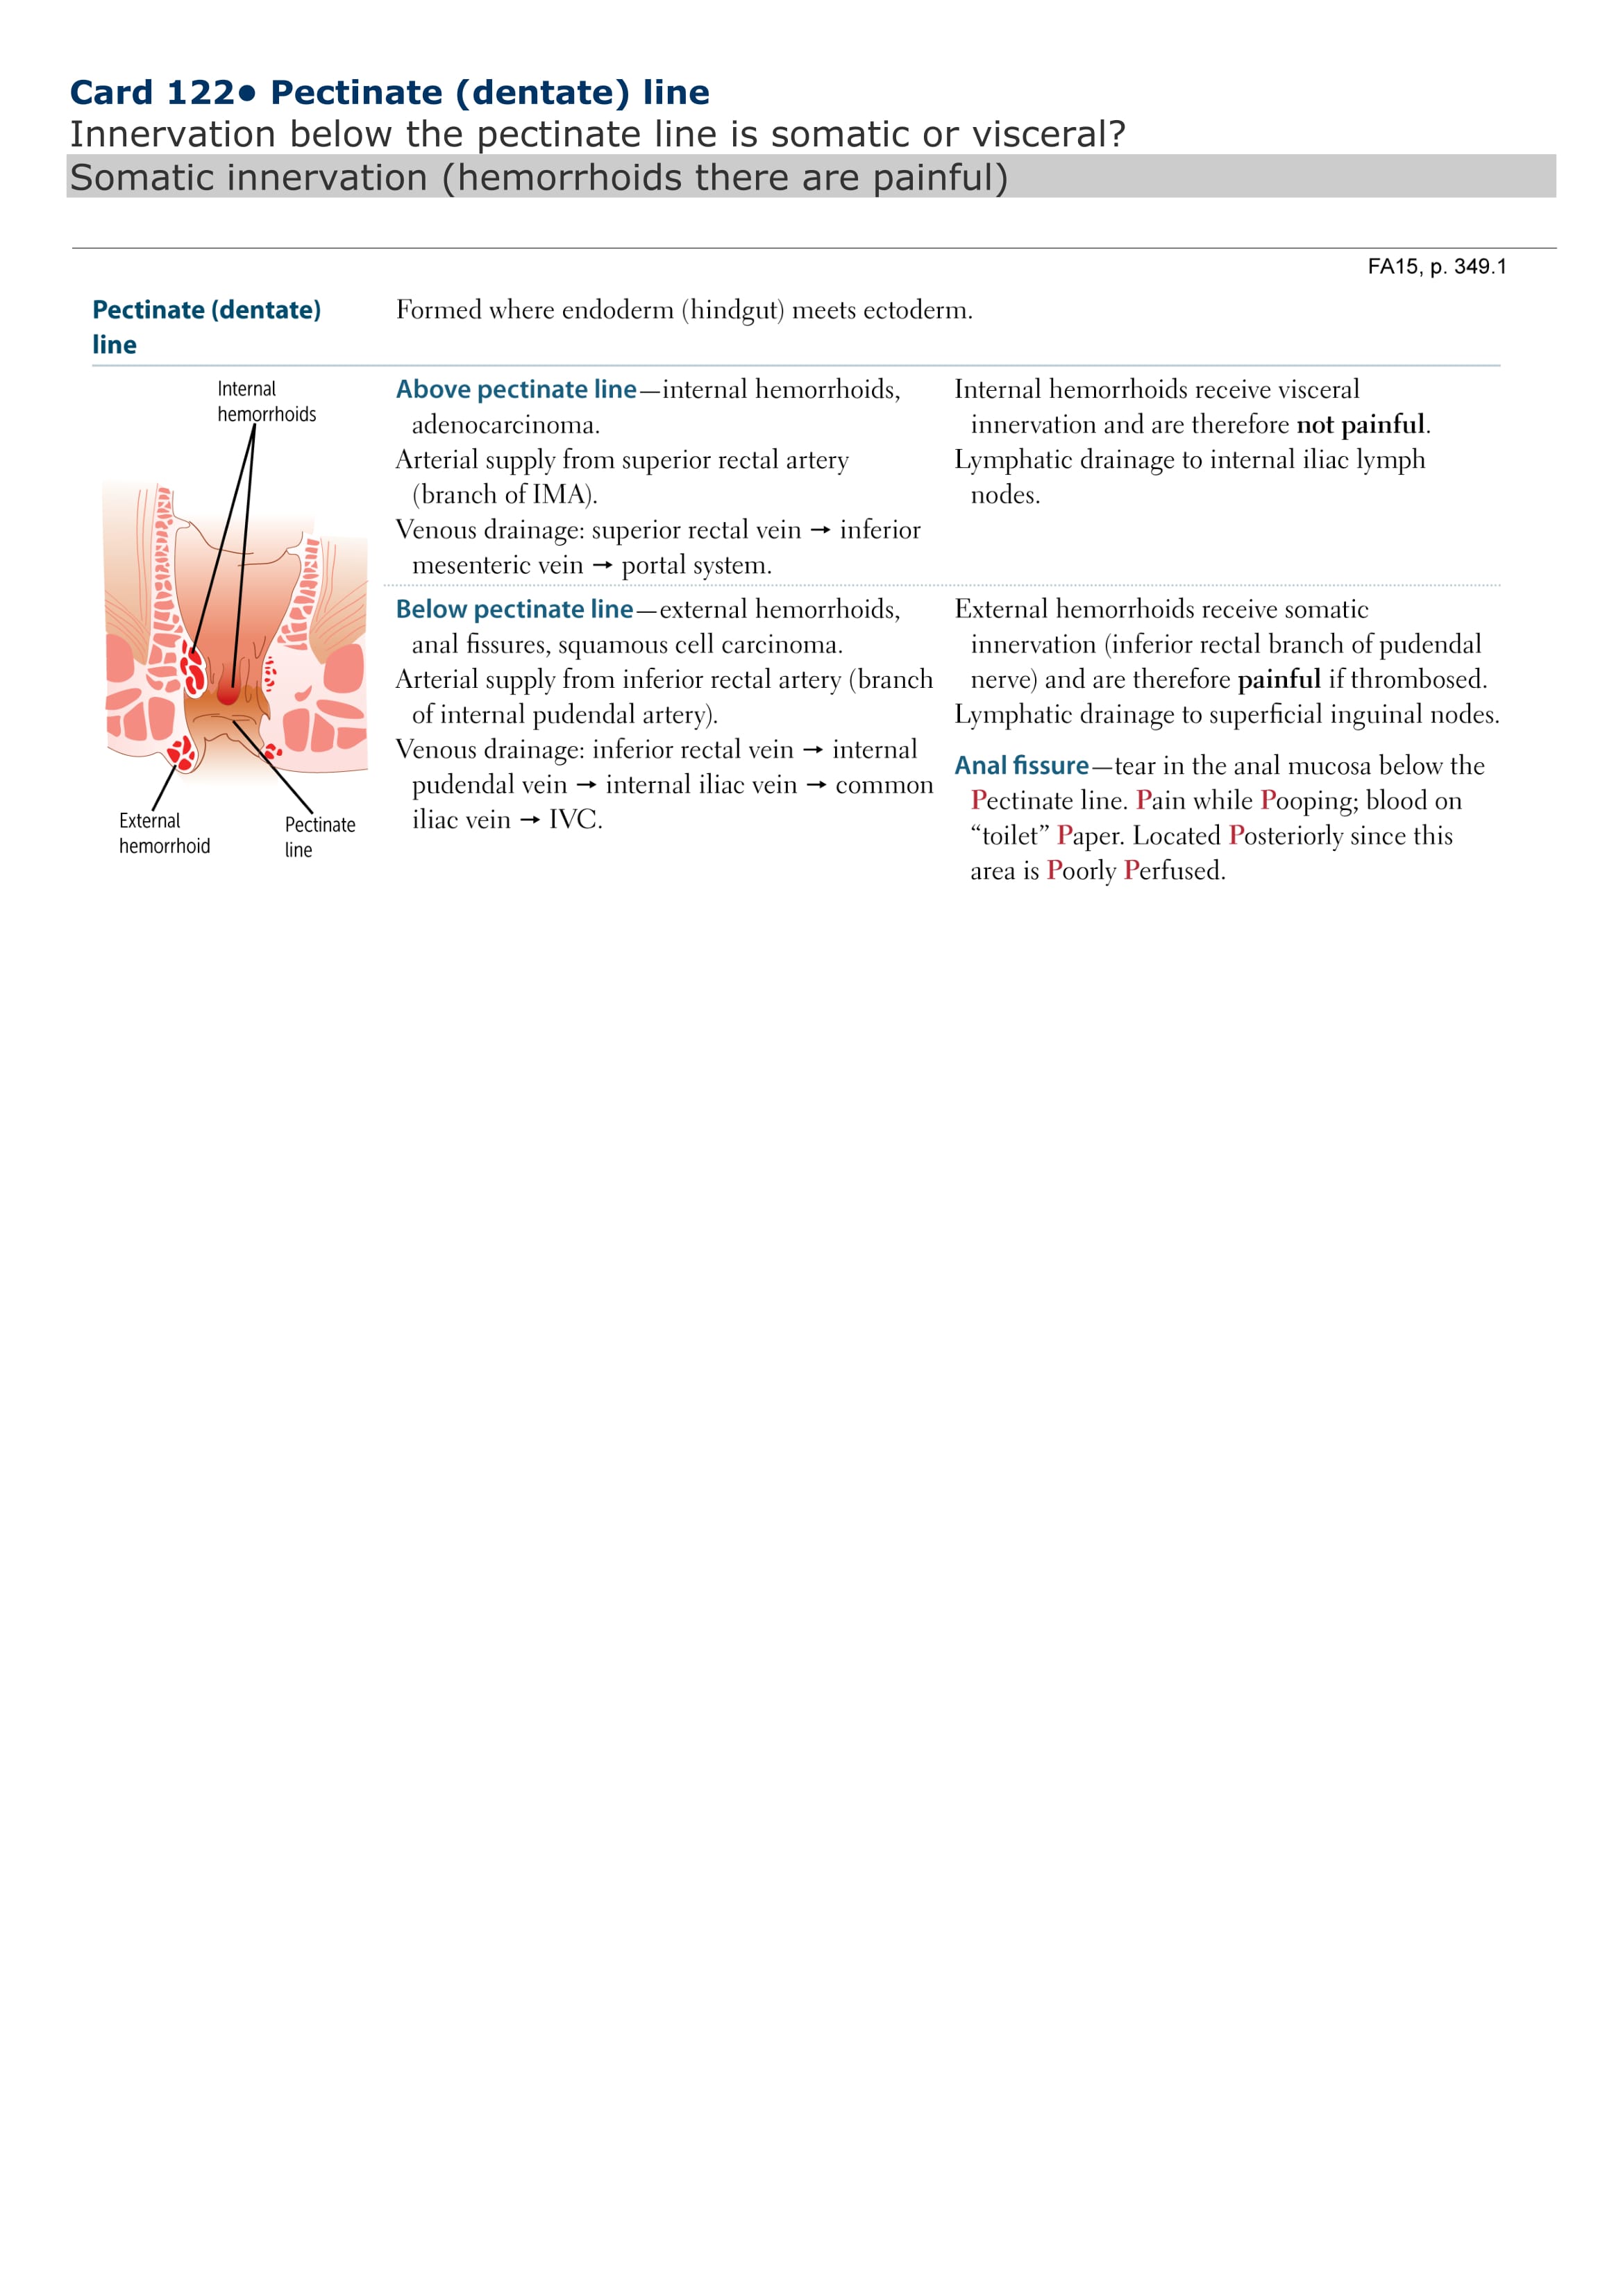 Card 122• Pectinate (dentate) line
Innervation below the pectinate line is somatic or visceral?
Somatic innervation (hemorrhoids there are painful)
FA15, p. 349.1
Pectinate (dentate)
line
Formed where endoderm (hindgut) meets ectoderm.
Internal
hemorrhoids
External
hemorrhoid
Pectinate
line
Above pectinate line—internal hemorrhoids,
adenocarcinoma.
Arterial supply from superior rectal artery
(branch of IMA).
Venous drainage: superior rectal vein → inferior
mesenteric vein → portal system.
Internal hemorrhoids receive visceral
innervation and are therefore not painful.
Lymphatic drainage to internal iliac lymph
nodes.
Below pectinate line—external hemorrhoids,
anal fissures, squamous cell carcinoma.
Arterial supply from inferior rectal artery (branch
of internal pudendal artery).
Venous drainage: inferior rectal vein → internal
pudendal vein → internal iliac vein → common
iliac vein → IVC.
External hemorrhoids receive somatic
innervation (inferior rectal branch of pudendal
nerve) and are therefore painful if thrombosed.
Lymphatic drainage to superficial inguinal nodes.
Anal fissure—tear in the anal mucosa below the
Pectinate line. Pain while Pooping; blood on
“toilet” Paper. Located Posteriorly since this
area is Poorly Perfused.